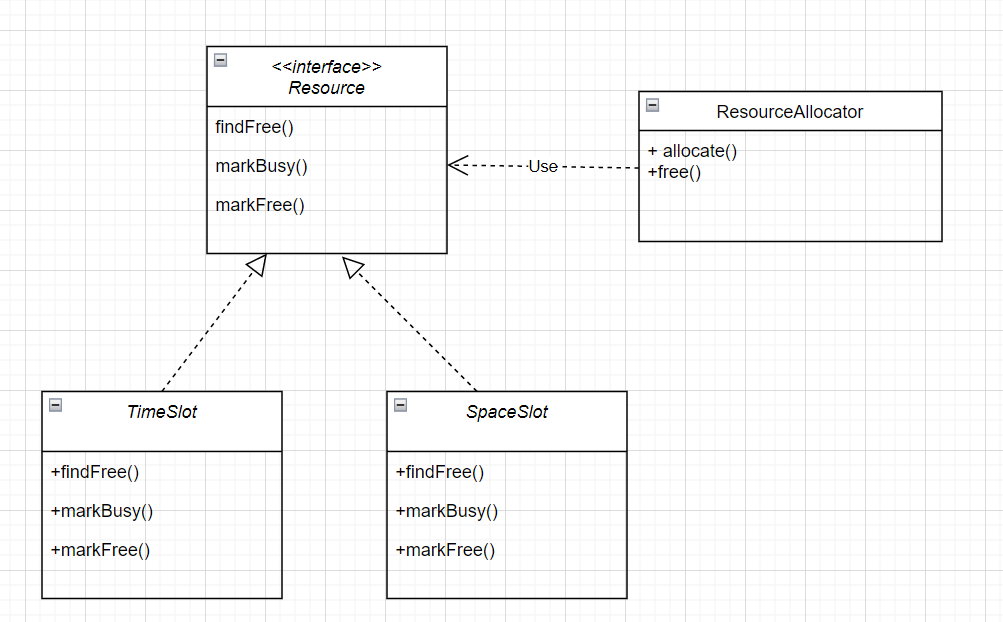 <<interface>>
Resource
findFree()
markBusy()
markFree()
ResourceAllocator
+ allocate()
+free()
Use
TimeSlot
+findFree()
+markBusy()
+markFree()
SpaceSlot
+findFree()
+markBusy()
+markFree()